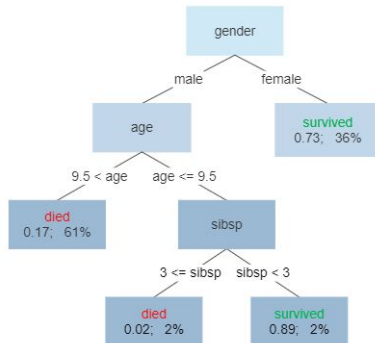 gender
male
female
age
survived
0.73; 36%
9.5 < age
age <= 9.5
died
0.17; 61%
sibsp
3 <= sibsp
sibsp < 3
died
0.02; 2%
survived
0.89; 2%